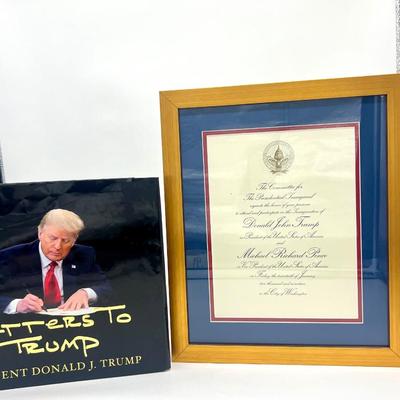 ETTERS TO
TRUMP
ENT DONALD J. TRUMP
The Committee for
The Presidential Inaugural
requests the honor of your presence
to attend and participate in the Inauguration of
Donald John Trump
as President of the United States of America
and
Michael Richard Pence
as Vice President of the United States of America
on Friday, the twentieth of January
two thousand and seventeen
in the City of Washington